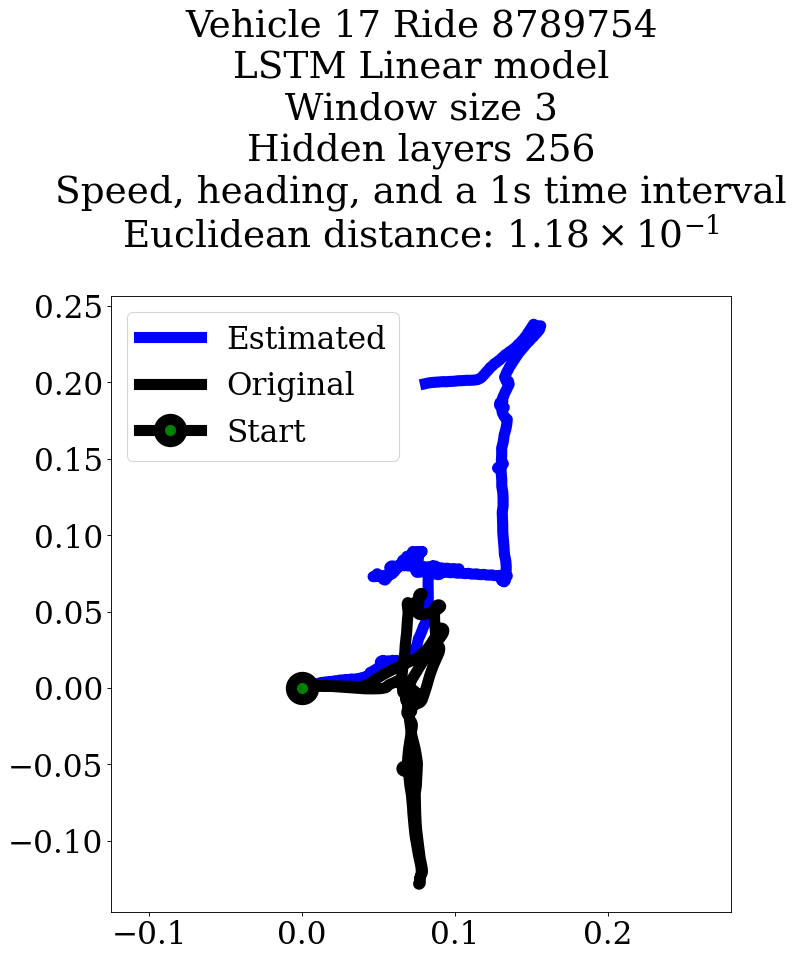 Vehicle 17 Ride 8789754
LSTM Linear model
Window size 3
Hidden layers 256
Speed, heading, and a 1s time interval
Euclidean distance: 1.18 × 10⁻¹
Estimated
Original
Start
0.25
0.20
0.15
0.10
0.05
0.00
−0.05
−0.10
−0.1 0.0 0.1 0.2